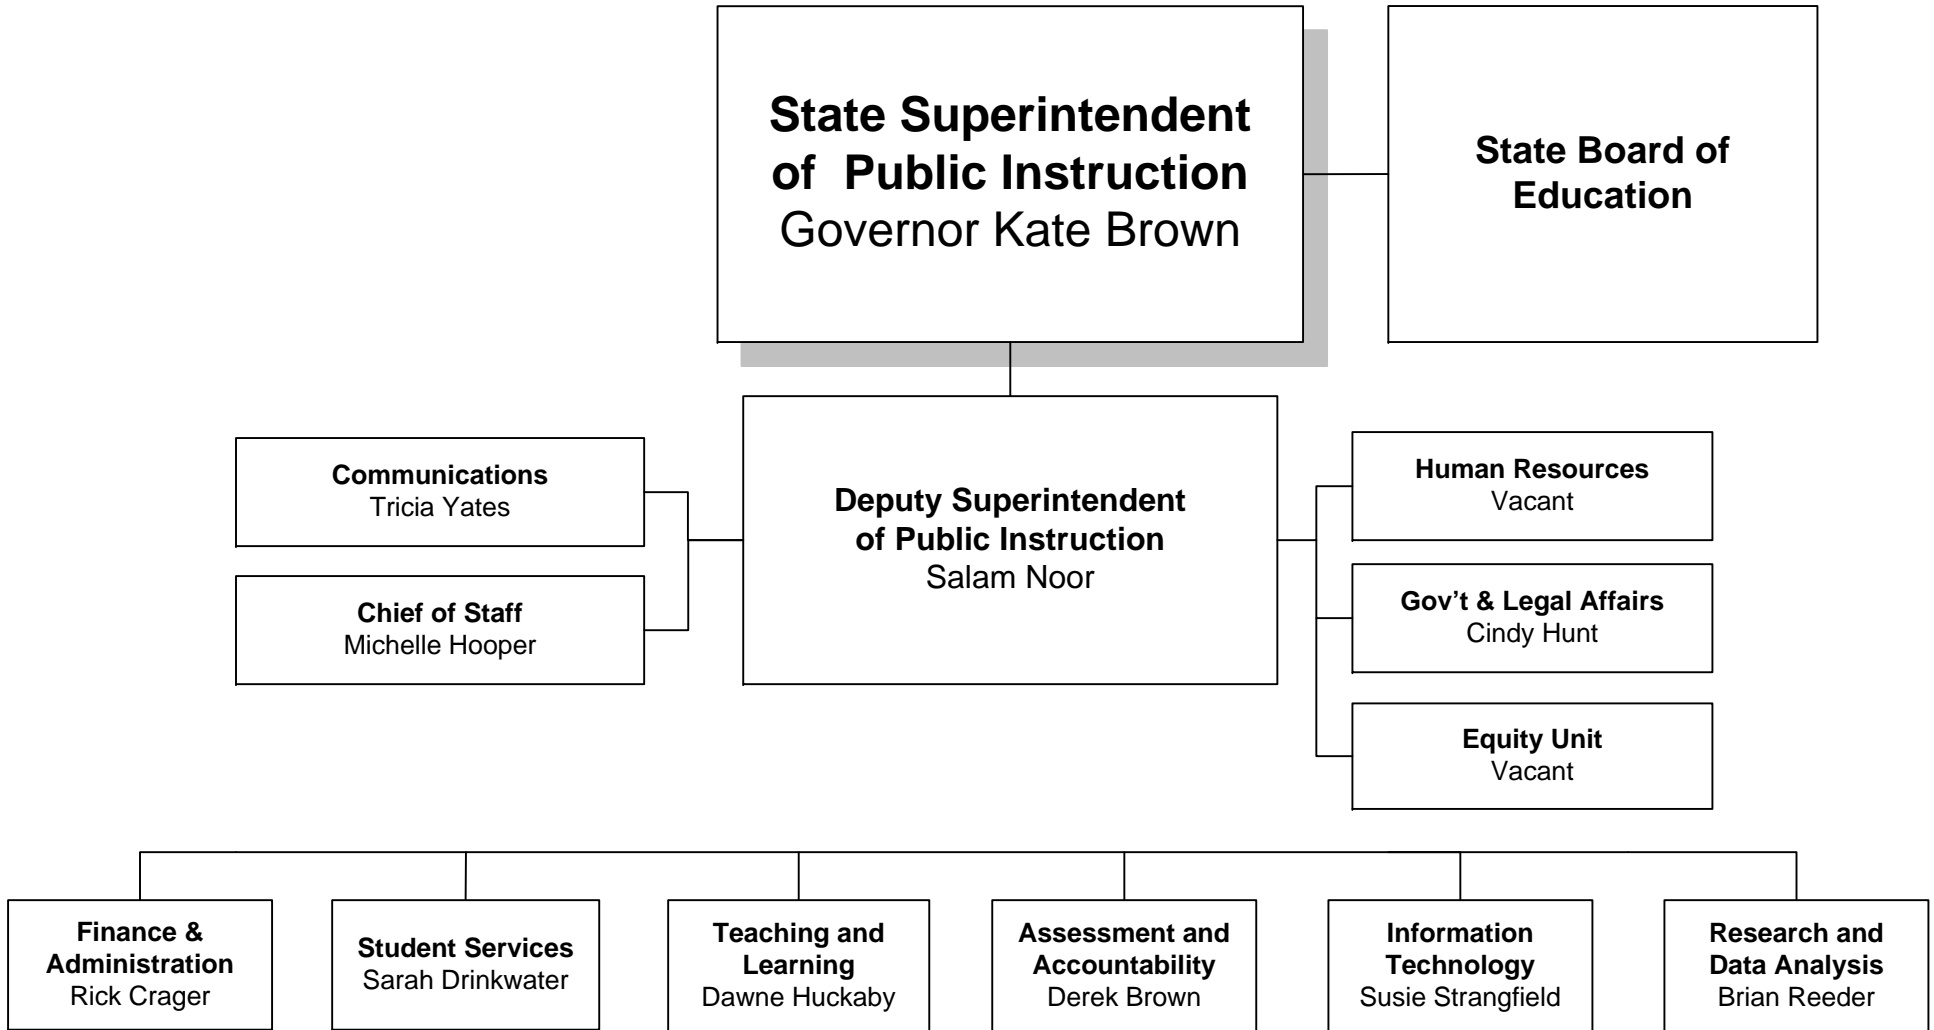 State Superintendent
of Public Instruction
Governor Kate Brown
State Board of
Education
Communications
Tricia Yates
Chief of Staff
Michelle Hooper
Deputy Superintendent
of Public Instruction
Salam Noor
Human Resources
Vacant
Gov’t & Legal Affairs
Cindy Hunt
Equity Unit
Vacant
Finance &
Administration
Rick Crager
Student Services
Sarah Drinkwater
Teaching and
Learning
Dawne Huckaby
Assessment and
Accountability
Derek Brown
Information
Technology
Susie Strangfield
Research and
Data Analysis
Brian Reeder